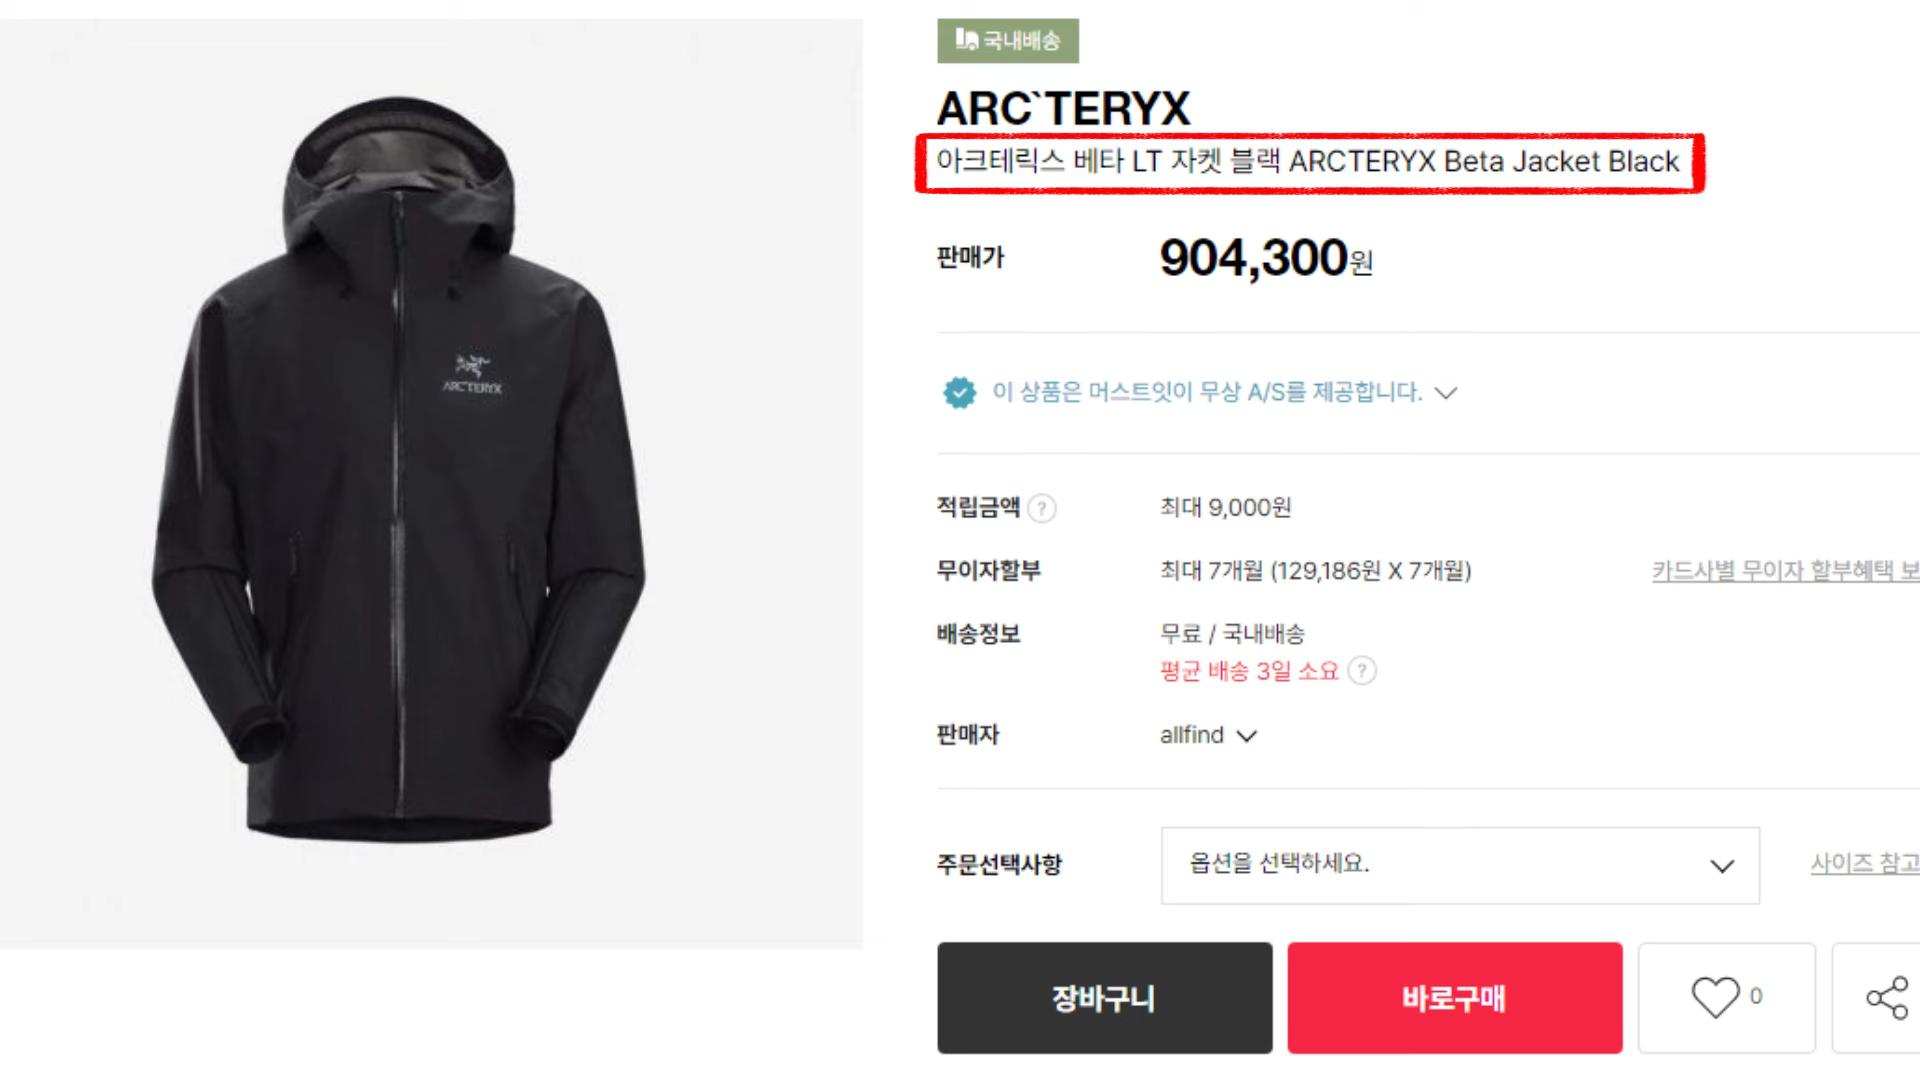 국내배송
ARC`TERYX
아크테릭스 베타 LT 자켓 블랙 ARCTERYX Beta Jacket Black
판매가 904,300원
이 상품은 머스트잇이 무상 A/S를 제공합니다.
ARC'TERYX
적립금액 ? 최대 9,000원
무이자할부 최대 7개월 (129,186원 X 7개월) 카드사별 무이자 할부혜택 보
배송정보 무료 / 국내배송
평균 배송 3일 소요 ?
판매자 allfind
주문선택사항 옵션을 선택하세요. 사이즈 참고
장바구니 바로구매 0